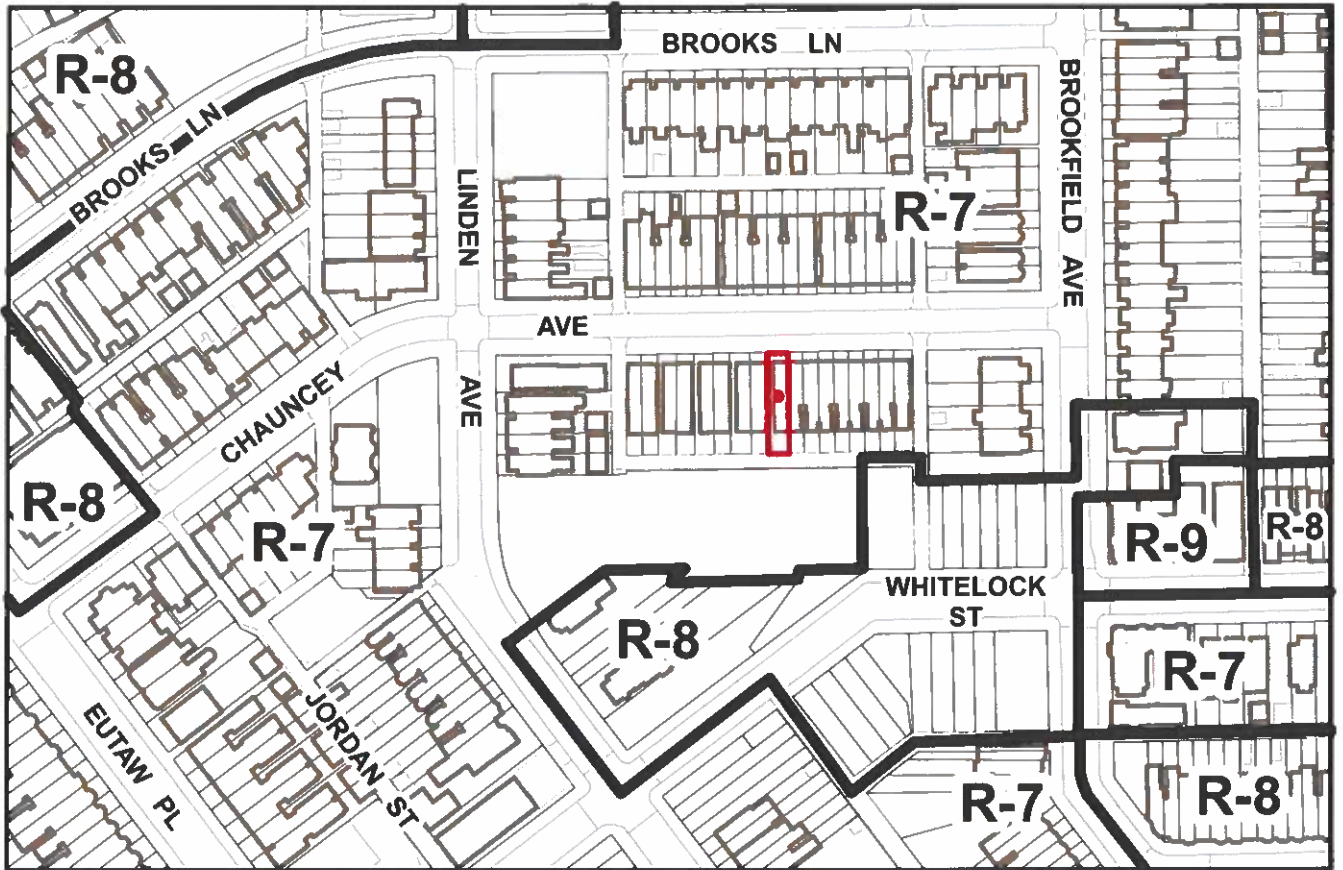 BROOKS LN
R-8
BROOKS LN
BROOKFIELD AVE
LINDEN
R-7
AVE
CHAUNCEY
AVE
R-8
R-7
R-9
R-8
WHITELOCK
ST
R-8
R-7
EUTAW PL
JORDAN ST
R-7
R-8